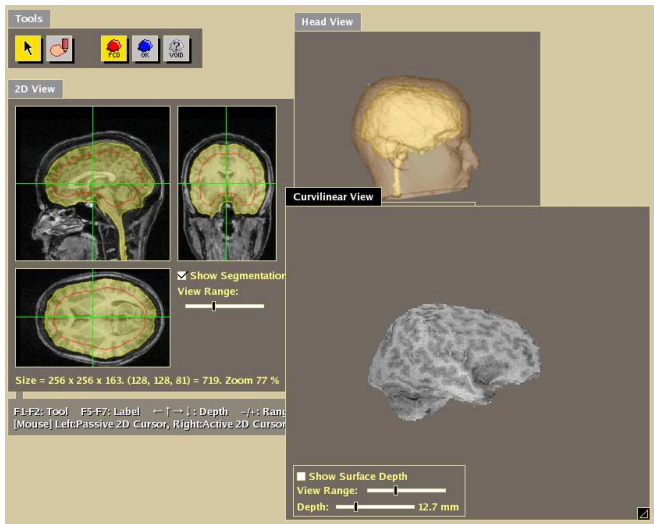 Tools
FCD
OK
VOID
2D View
Show Segmentation
View Range:
Size = 256 x 256 x 163. (128, 128, 81) = 719. Zoom 77 %
F1-F2: Tool F5-F7: Label ←↑→↓: Depth -/+: Rang
[Mouse] Left:Passive 2D Cursor, Right:Active 2D Cursor
Head View
Curvilinear View
Show Surface Depth
View Range:
Depth: 12.7 mm